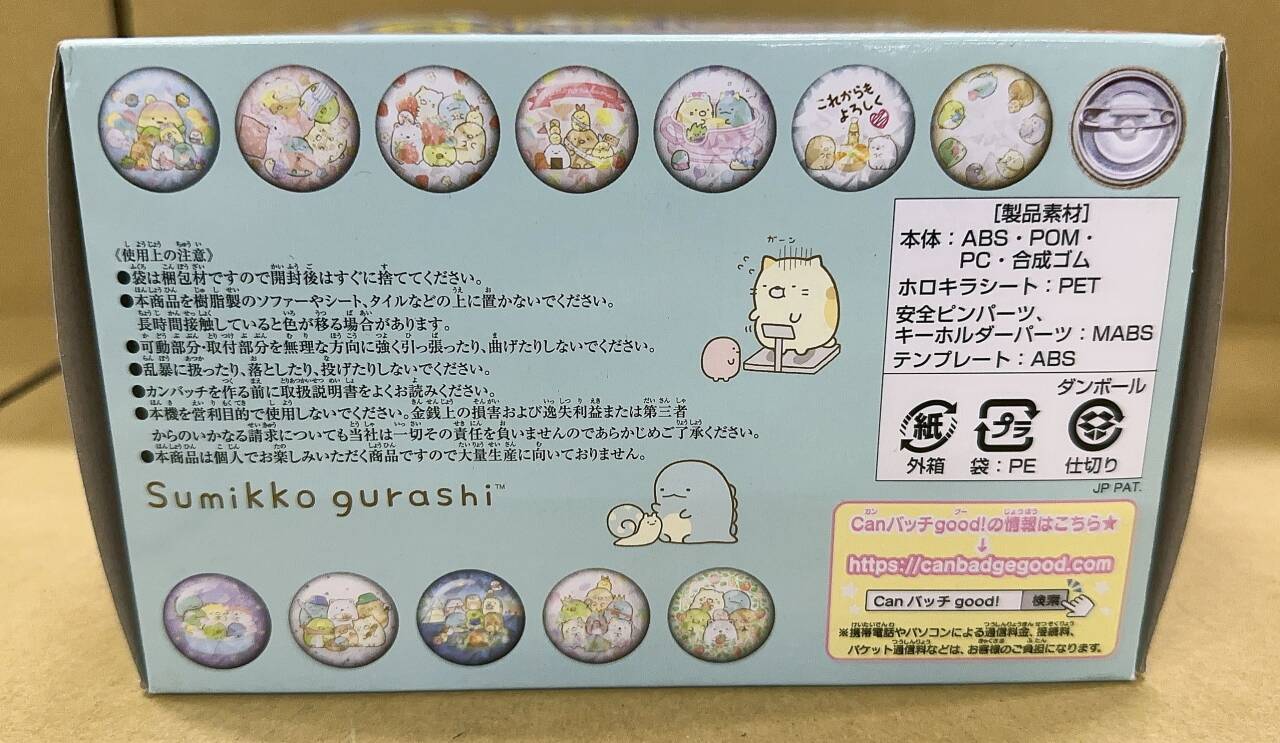 これからも
よろしく
《使用上の注意》
●袋は梱包材ですので開封後はすぐに捨ててください。
●本商品を樹脂製のソファーやシート、タイルなどの上に置かないでください。
長時間接触していると色が移る場合があります。
●可動部分・取付部分を無理な方向に強く引っ張ったり、曲げたりしないでください。
●乱暴に扱ったり、落としたり、投げたりしないでください。
●カンバッチを作る前に取扱説明書をよくお読みください。
●本機を営利目的で使用しないでください。金銭上の損害および逸失利益または第三者
からのいかなる請求についても当社は一切その責任を負いませんのであらかじめご了承ください。
●本商品は個人でお楽しみいただく商品ですので大量生産に向いておりません。
Sumikko gurashi™
ガーン
[製品素材]
本体：ABS・POM・
PC・合成ゴム
ホロキラシート：PET
安全ピンパーツ、
キーホルダーパーツ：MABS
テンプレート：ABS
ダンボール
紙
プラ
外箱
袋：PE
仕切り
JP PAT.
Canバッチgood!の情報はこちら★
↓
https://canbadgegood.com
Can バッチ good!
検索
※携帯電話やパソコンによる通信料金、接続料、
パケット通信料などは、お客様のご負担になります。